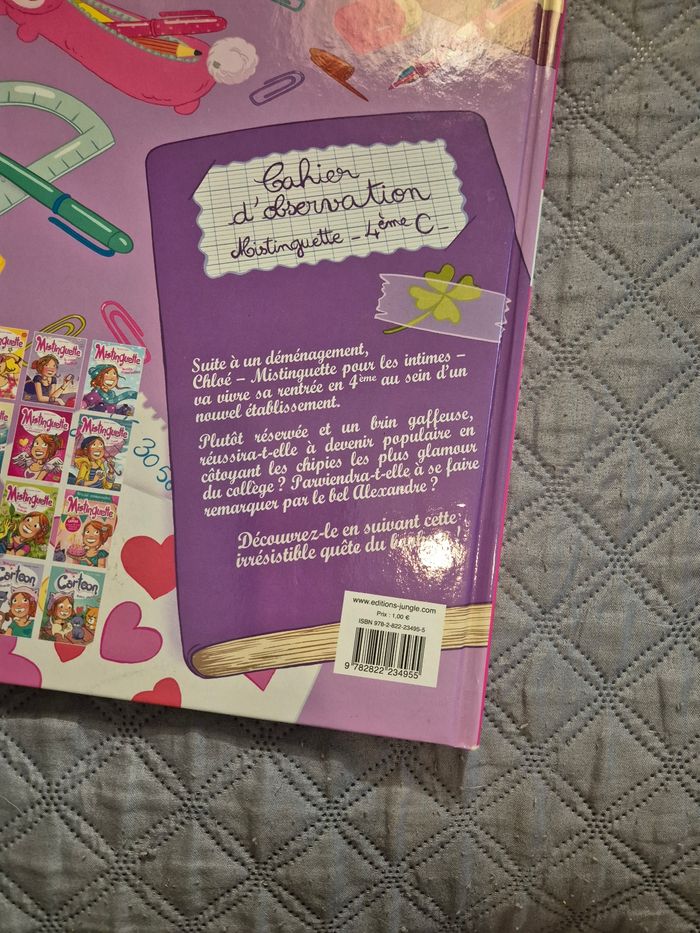 Cahier
d'observation
Mistinguette - 4ème C -
Suite à un déménagement,
Chloé – Mistinguette pour les intimes –
va vivre sa rentrée en 4ème au sein d'un
nouvel établissement.
Plutôt réservée et un brin gaffeuse,
réussira-t-elle à devenir populaire en
côtoyant les chipies les plus glamour
du collège ? Parviendra-t-elle à se faire
remarquer par le bel Alexandre ?
Découvrez-le en suivant cette
irrésistible quête du !
Mistinguette
Mistinguette
Mistinguette
Mistinguette
Mistinguette
Mistinguette
Cartoon
Cartoon
www.editions-jungle.com
Prix : 1,00 €
ISBN 978-2-822-23495-5
9 782822 234955